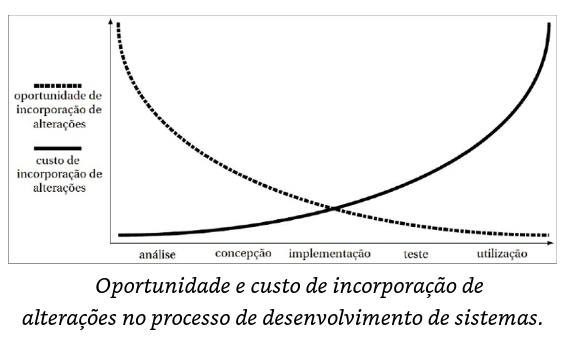 oportunidade de
incorporação de
alterações
custo de
incorporação de
alterações
análise concepção implementação teste utilização
Oportunidade e custo de incorporação de
alterações no processo de desenvolvimento de sistemas.